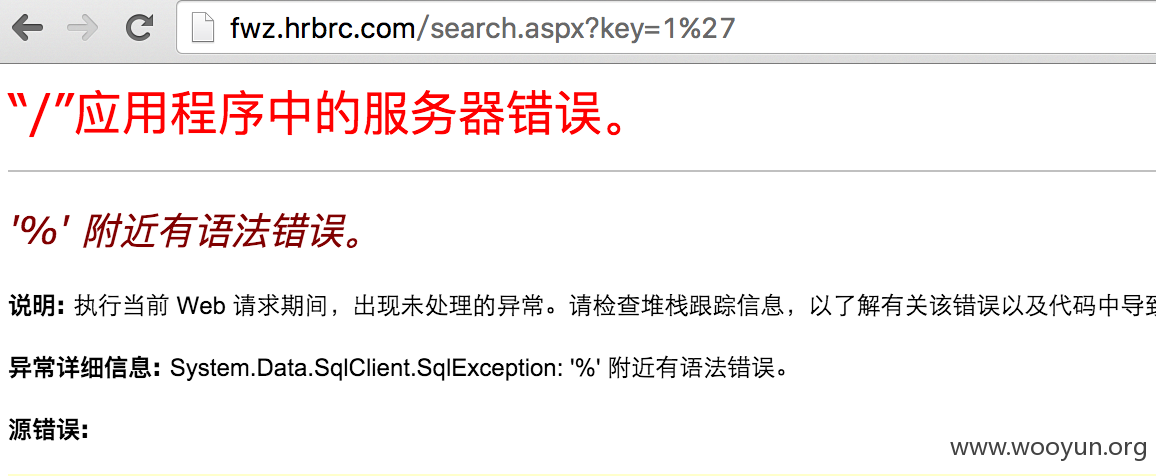 fwz.hrbrc.com/search.aspx?key=1%27
“/”应用程序中的服务器错误。
'%' 附近有语法错误。
说明: 执行当前 Web 请求期间，出现未处理的异常。请检查堆栈跟踪信息，以了解有关该错误以及代码中导致
异常详细信息: System.Data.SqlClient.SqlException: '%' 附近有语法错误。
源错误:
www.wooyun.org